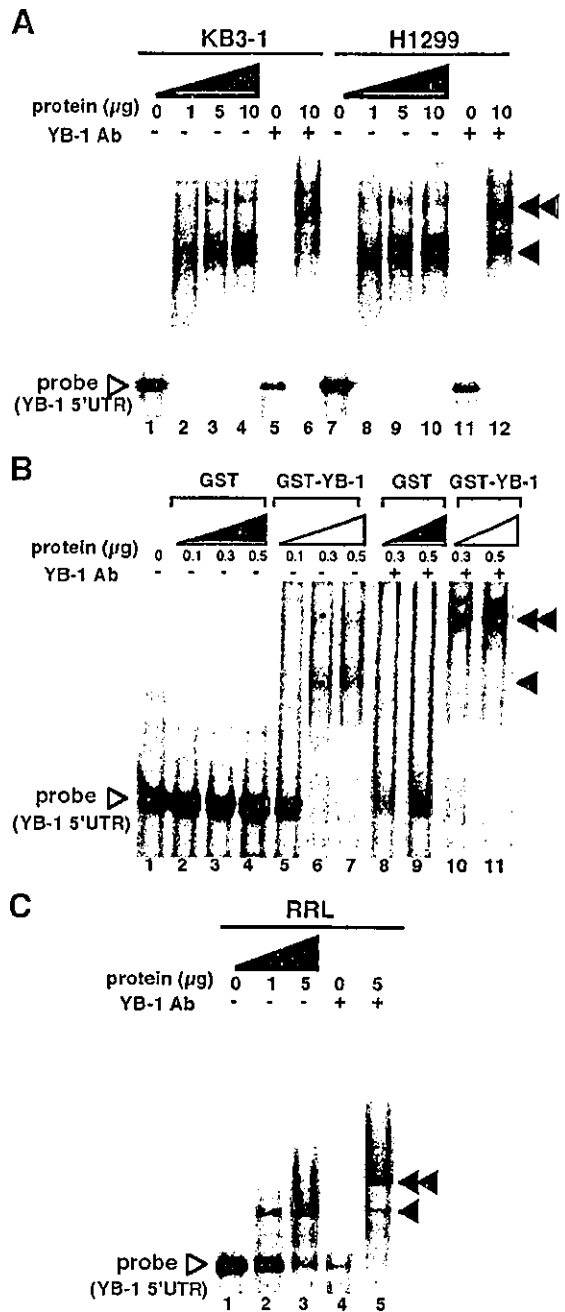 A
KB3-1 H1299
protein (μg) 0 1 5 10 0 10 0 1 5 10 0 10
YB-1 Ab - - - - + + - - - - + +
probe
(YB-1 5'UTR)
1 2 3 4 5 6 7 8 9 10 11 12
B
GST GST-YB-1 GST GST-YB-1
protein (μg) 0 0.1 0.3 0.5 0.1 0.3 0.5 0.3 0.5 0.3 0.5
YB-1 Ab - - - - - - - + + + +
probe
(YB-1 5'UTR)
1 2 3 4 5 6 7 8 9 10 11
C
RRL
protein (μg) 0 1 5 0 5
YB-1 Ab - - - + +
probe
(YB-1 5'UTR)
1 2 3 4 5